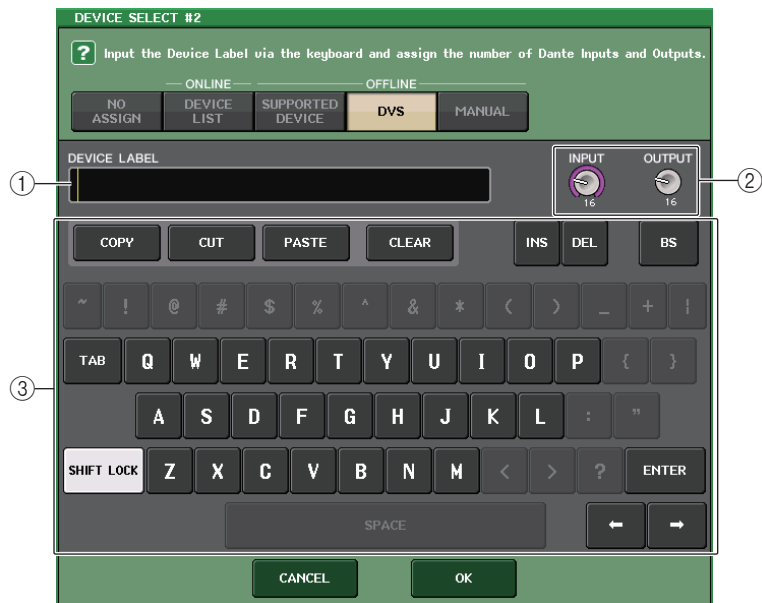 DEVICE SELECT #2
? Input the Device Label via the keyboard and assign the number of Dante Inputs and Outputs.
ONLINE OFFLINE
NO ASSIGN DEVICE LIST SUPPORTED DEVICE DVS MANUAL
DEVICE LABEL INPUT OUTPUT
1 2
16 16
COPY CUT PASTE CLEAR INS DEL BS
~ ! @ # $ % ^ & * ( ) _ + ¦
TAB Q W E R T Y U I O P { }
3
A S D F G H J K L : "
SHIFT LOCK Z X C V B N M < > ? ENTER
SPACE ← →
CANCEL OK